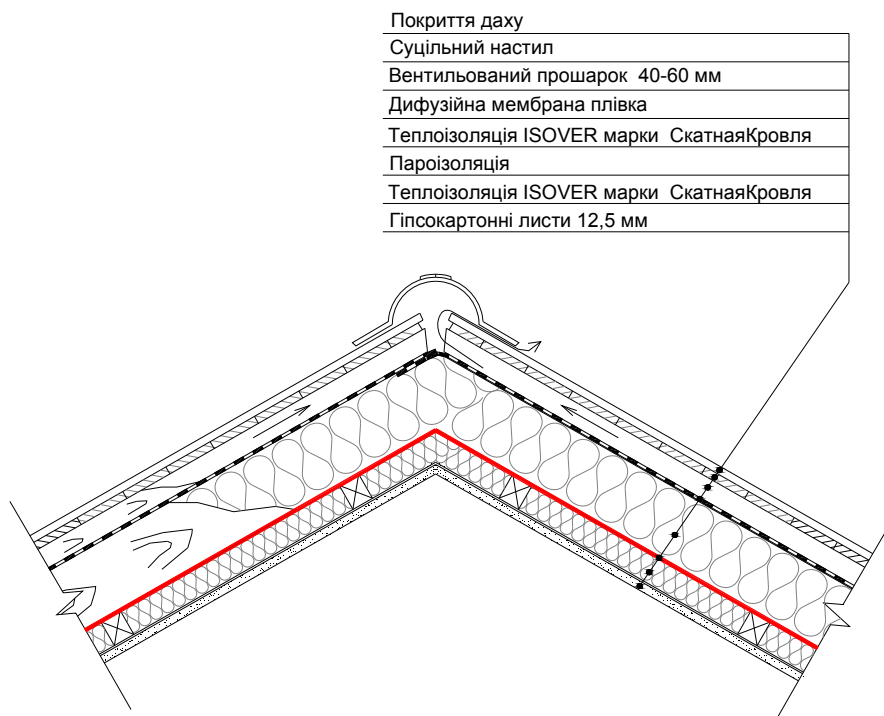 Покриття даху
Суцільний настил
Вентильований прошарок 40-60 мм
Дифузійна мембрана плівка
Теплоізоляція ISOVER марки СкатнаяКровля
Пароізоляція
Теплоізоляція ISOVER марки СкатнаяКровля
Гіпсокартонні листи 12,5 мм